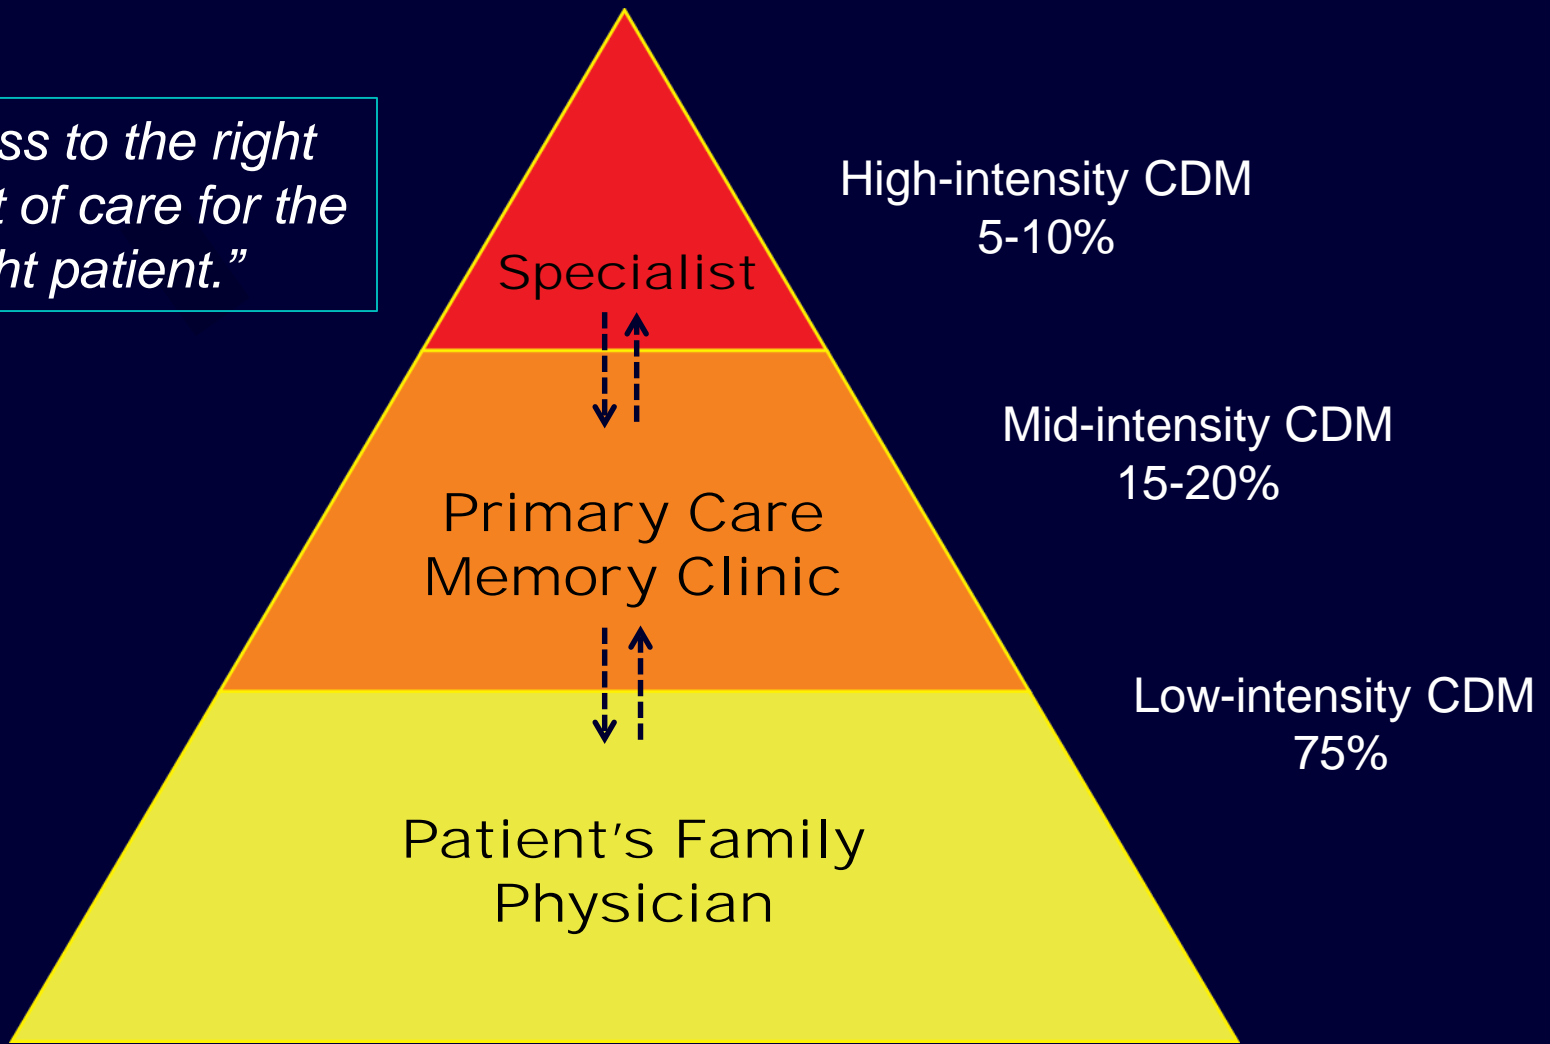 ss to the right
t of care for the
ht patient.”
High-intensity CDM
5-10%
Specialist
Mid-intensity CDM
15-20%
Primary Care
Memory Clinic
Low-intensity CDM
75%
Patient’s Family
Physician